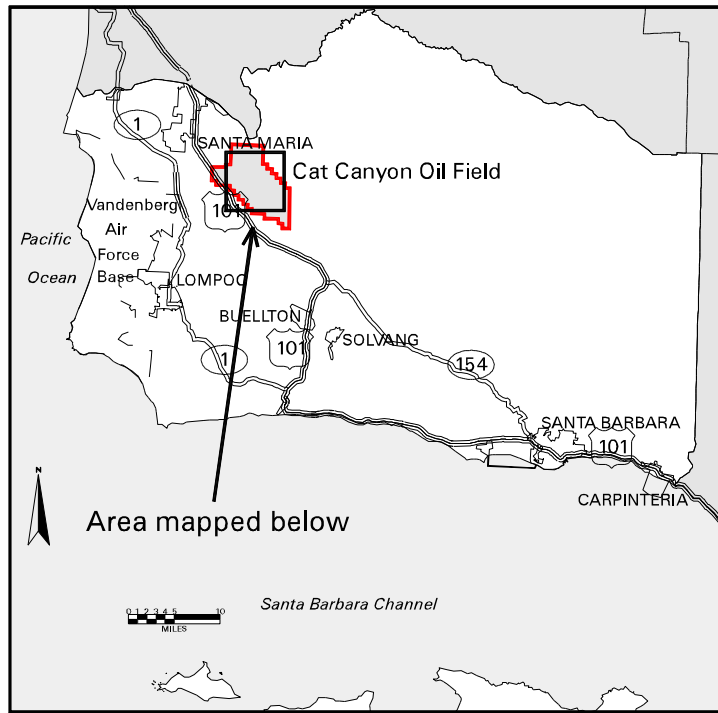 1
SANTA MARIA
Cat Canyon Oil Field
101
Vandenberg
Air
Force
Base
Pacific
Ocean
LOMPOC
BUELLTON
101
SOLVANG
1
154
SANTA BARBARA
101
CARPINTERIA
N
Area mapped below
Santa Barbara Channel
0 1 2 3 4 5 10
MILES